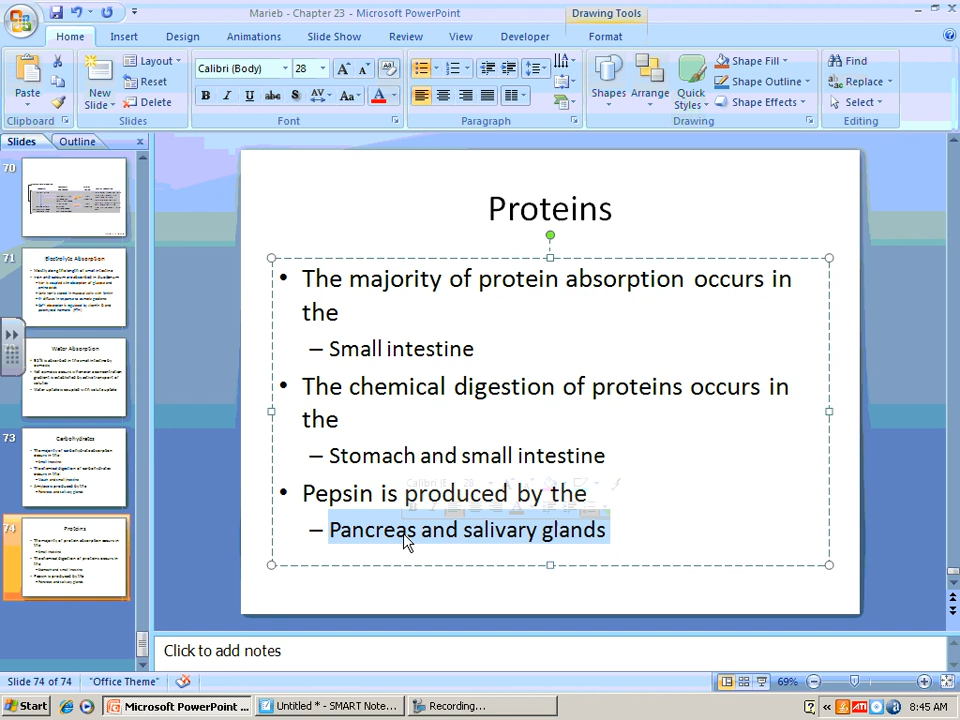 Marieb - Chapter 23 - Microsoft PowerPoint
Drawing Tools
Home Insert Design Animations Slide Show Review View Developer Format
Paste
New Slide
Layout
Reset
Delete
Calibri (Body) 28
B I U abc S AV Aa A
Shapes
Arrange
Quick Styles
Shape Fill
Shape Outline
Shape Effects
Find
Replace
Select
Clipboard Slides Font Paragraph Drawing Editing
Slides Outline
70
71
Electrolyte Absorption
Water Absorption
73
Carbohydrates
74
Proteins
Proteins
• The majority of protein absorption occurs in
the
– Small intestine
• The chemical digestion of proteins occurs in
the
– Stomach and small intestine
• Pepsin is produced by the
– Pancreas and salivary glands
Click to add notes
Slide 74 of 74 "Office Theme" 69%
Start Microsoft PowerPoint ... Untitled * - SMART Note... Recording... 8:45 AM